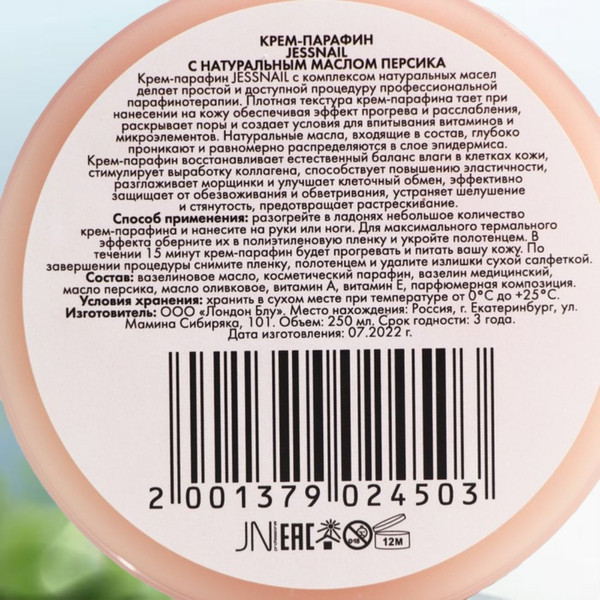 КРЕМ-ПАРАФИН
JESSNAIL
С НАТУРАЛЬНЫМ МАСЛОМ ПЕРСИКА
Крем-парафин JESSNAIL с комплексом натуральных масел
делает простой и доступной процедуру профессиональной
парафинотерапии. Плотная текстура крем-парафина тает при
нанесении на кожу обеспечивая эффект прогрева и расслабления,
раскрывает поры и создает условия для впитывания витаминов и
микроэлементов. Натуральные масла, входящие в состав, глубоко
проникают и равномерно распределяются в слое эпидермиса.
Крем-парафин восстанавливает естественный баланс влаги в клетках кожи,
стимулирует выработку коллагена, способствует повышению эластичности,
разглаживает морщинки и улучшает клеточный обмен, эффективно
защищает от обезвоживания и обветривания, устраняет шелушение
и стянутость, предотвращает растрескивание.
Способ применения: разогрейте в ладонях небольшое количество
крем-парафина и нанесите на руки или ноги. Для максимального термального
эффекта оберните их в полиэтиленовую пленку и укройте полотенцем. В
течении 15 минут крем-парафин будет прогревать и питать вашу кожу. По
завершении процедуры снимите пленку, полотенцем и удалите излишки сухой салфеткой.
Состав: вазелиновое масло, косметический парафин, вазелин медицинский,
масло персика, масло оливковое, витамин А, витамин Е, парфюмерная композиция.
Условия хранения: хранить в сухом месте при температуре от 0°С до +25°С.
Изготовитель: ООО «Лондон Блу». Место нахождения: Россия, г. Екатеринбург, ул.
Мамина Сибиряка, 101. Объем: 250 мл. Срок годности: 3 года.
Дата изготовления: 07.2022 г.
2 001379 024503
JN EAC 12M